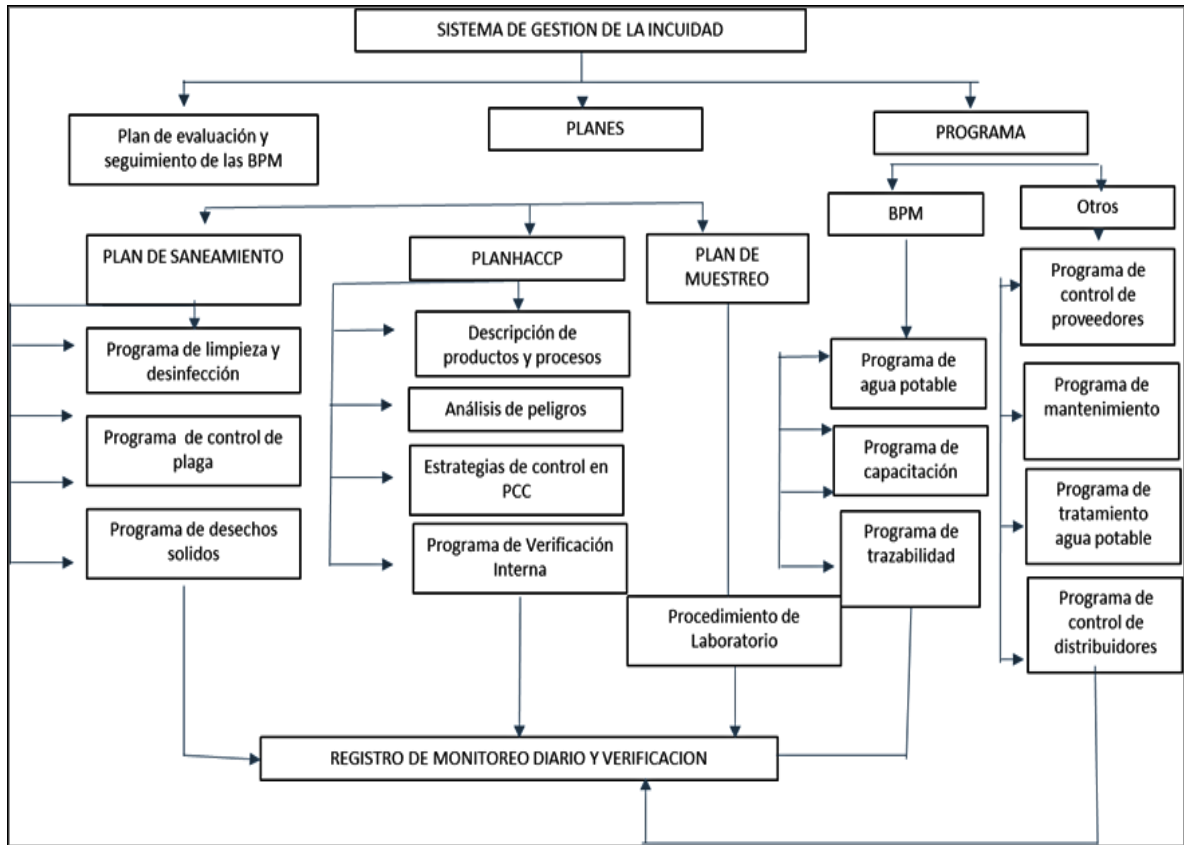 SISTEMA DE GESTION DE LA INCUIDAD
Plan de evaluación y
seguimiento de las BPM
PLANES
PROGRAMA
BPM
Otros
PLAN DE SANEAMIENTO
PLANHACCP
PLAN DE
MUESTREO
Programa de limpieza y
desinfección
Programa de control de
plaga
Programa de desechos
solidos
Descripción de
productos y procesos
Análisis de peligros
Estrategias de control en
PCC
Programa de Verificación
Interna
Procedimiento de
Laboratorio
Programa de
agua potable
Programa de
capacitación
Programa de
trazabilidad
Programa de
control de
proveedores
Programa de
mantenimiento
Programa de
tratamiento
agua potable
Programa de
control de
distribuidores
REGISTRO DE MONITOREO DIARIO Y VERIFICACION